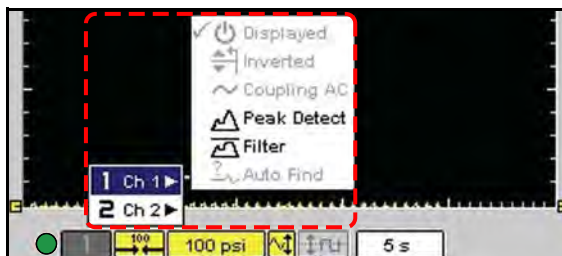 Displayed
Inverted
Coupling AC
Peak Detect
Filter
Auto Find
1 Ch 1
2 Ch 2
1 100 100 psi 5 s